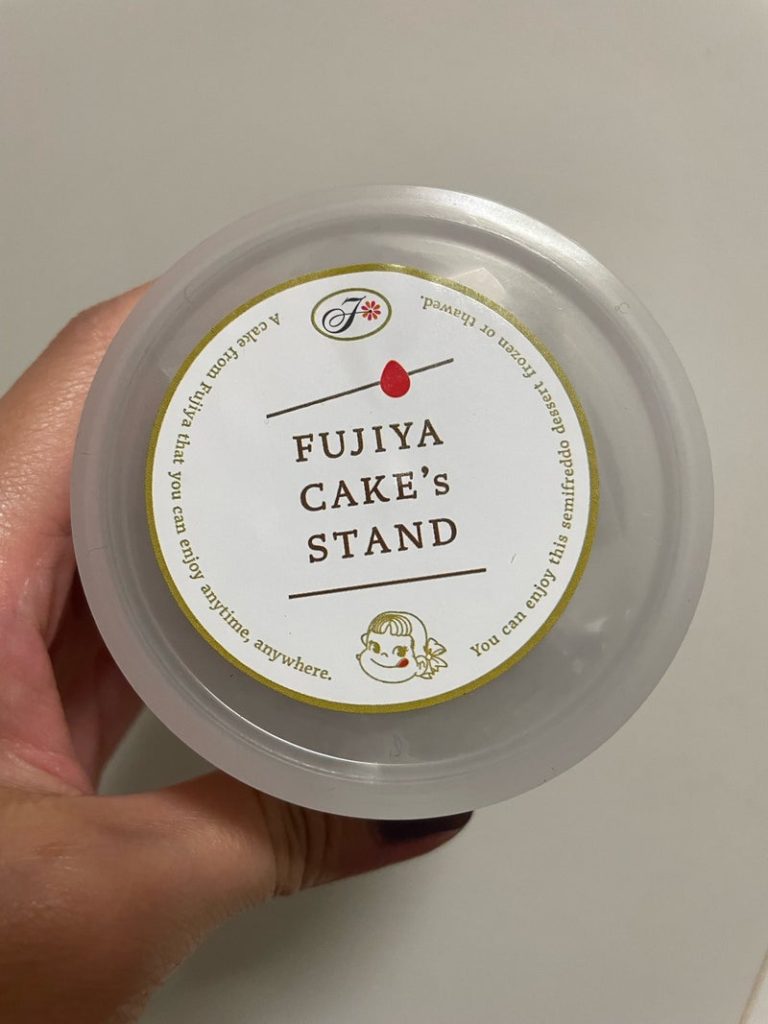 F
FUJIYA
CAKE's
STAND
A cake from Fujiya that you can enjoy anytime, anywhere.
You can enjoy this semifreddo dessert frozen or thawed.